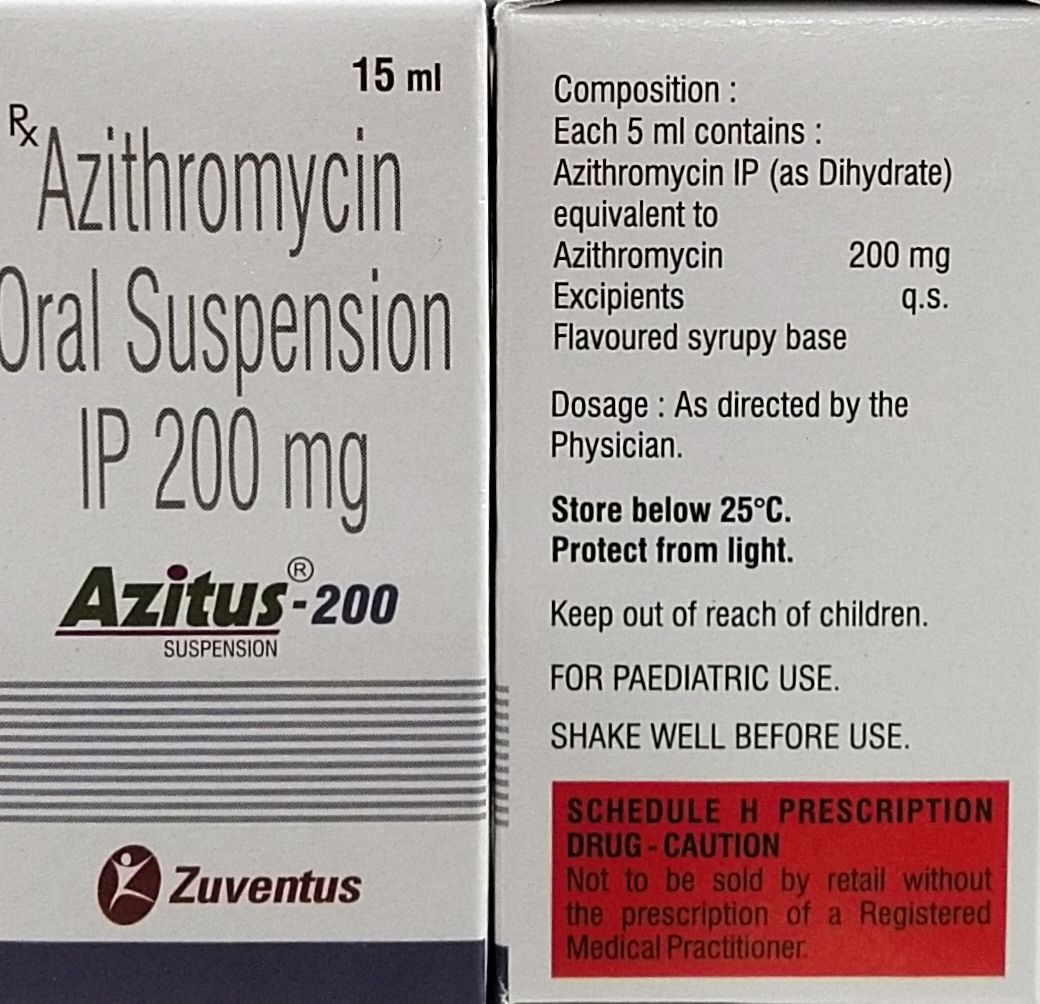 15 ml
Rx
Azithromycin
Oral Suspension
IP 200 mg
Azitus®-200
SUSPENSION
Zuventus
Composition :
Each 5 ml contains :
Azithromycin IP (as Dihydrate)
equivalent to
Azithromycin 200 mg
Excipients q.s.
Flavoured syrupy base
Dosage : As directed by the
Physician.
Store below 25°C.
Protect from light.
Keep out of reach of children.
FOR PAEDIATRIC USE.
SHAKE WELL BEFORE USE.
SCHEDULE H PRESCRIPTION
DRUG - CAUTION
Not to be sold by retail without
the prescription of a Registered
Medical Practitioner.